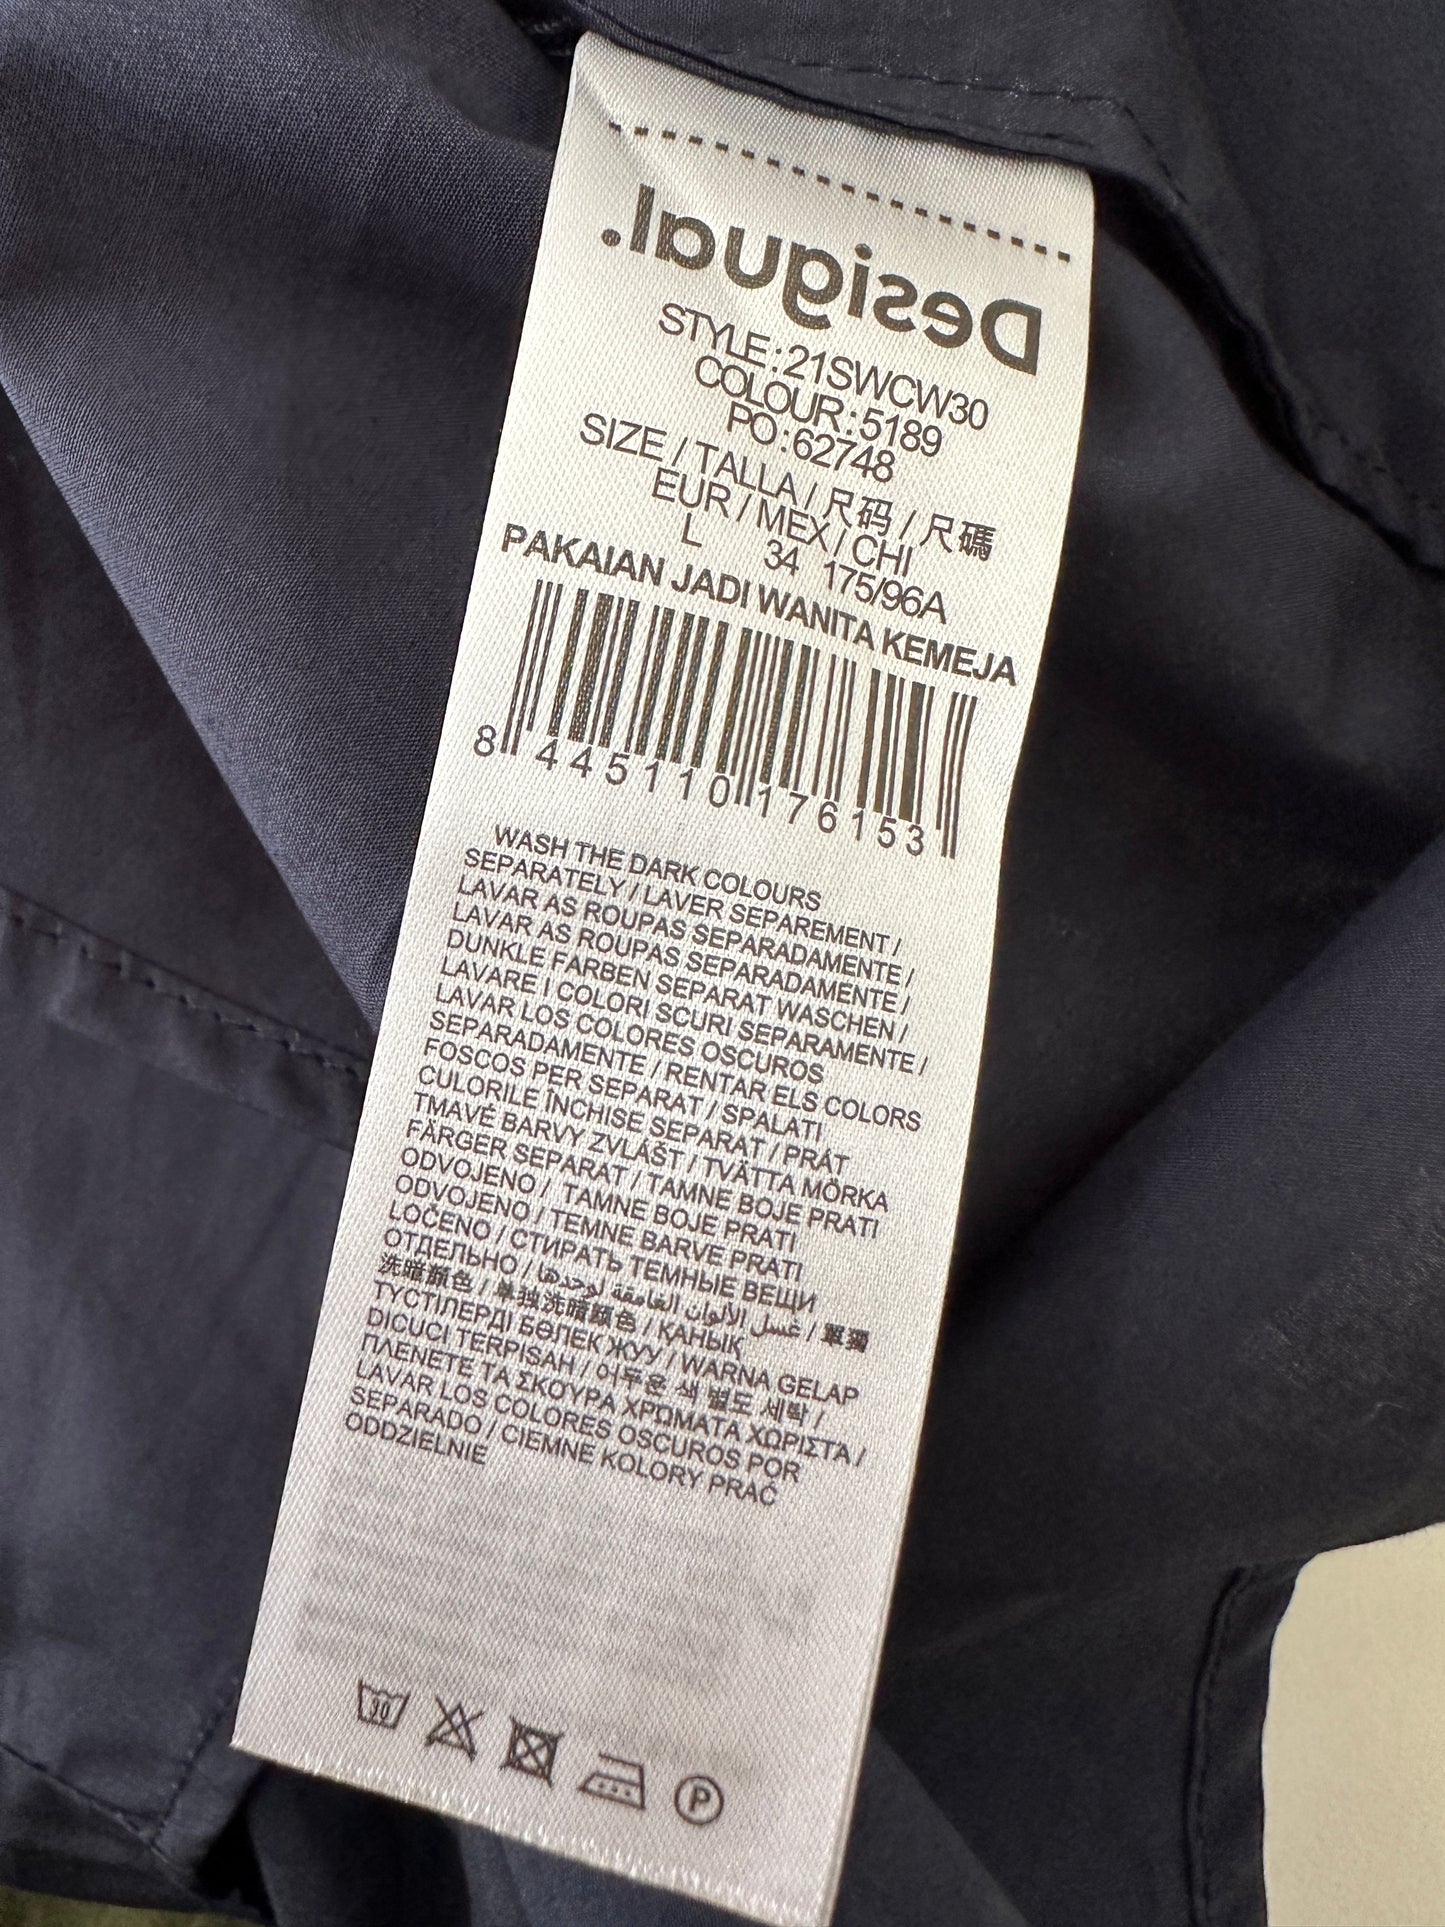 Desigual.
STYLE:21SWCW30
COLOUR:5189
PO:62748
SIZE / TALLA / 尺码 / 尺碼
EUR / MEX / CHI
L 34 175/96A
PAKAIAN JADI WANITA KEMEJA
8 445110 176153
WASH THE DARK COLOURS
SEPARATELY / LAVER SEPAREMENT /
LAVAR AS ROUPAS SEPARADAMENTE /
LAVAR AS ROUPAS SEPARADAMENTE /
DUNKLE FARBEN SEPARAT WASCHEN /
LAVARE I COLORI SCURI SEPARAMENTE /
LAVAR LOS COLORES OSCUROS
SEPARADAMENTE / RENTAR ELS COLORS
FOSCOS PER SEPARAT / SPALATI
CULORILE ÎNCHISE SEPARAT / PRÁT
TMAVÉ BARVY ZVLÁŠT / TVÄTTA MÖRKA
FÄRGER SEPARAT / TAMNE BOJE PRATI
ODVOJENO / TAMNE BOJE PRATI
ODVOJENO / TEMNE BARVE PRATI
LOČENO / СТИРАТЬ ТЕМНЫЕ ВЕЩИ
ОТДЕЛЬНО / غسل الألوان الغامقة لوحدها / 單獨
洗暗顏色 / 单独洗暗颜色 / ҚАНЫҚ
ТҮСТІЛЕРДІ БӨЛЕК ЖУУ / WARNA GELAP
DICUCI TERPISAH / 어두운 색 별도 세탁 /
ΠΛΕΝΕΤΕ ΤΑ ΣΚΟΥΡΑ ΧΡΩΜΑΤΑ ΧΩΡΙΣΤΑ /
LAVAR LOS COLORES OSCUROS POR
SEPARADO / CIEMNE KOLORY PRAĆ
ODDZIELNIE
30
P